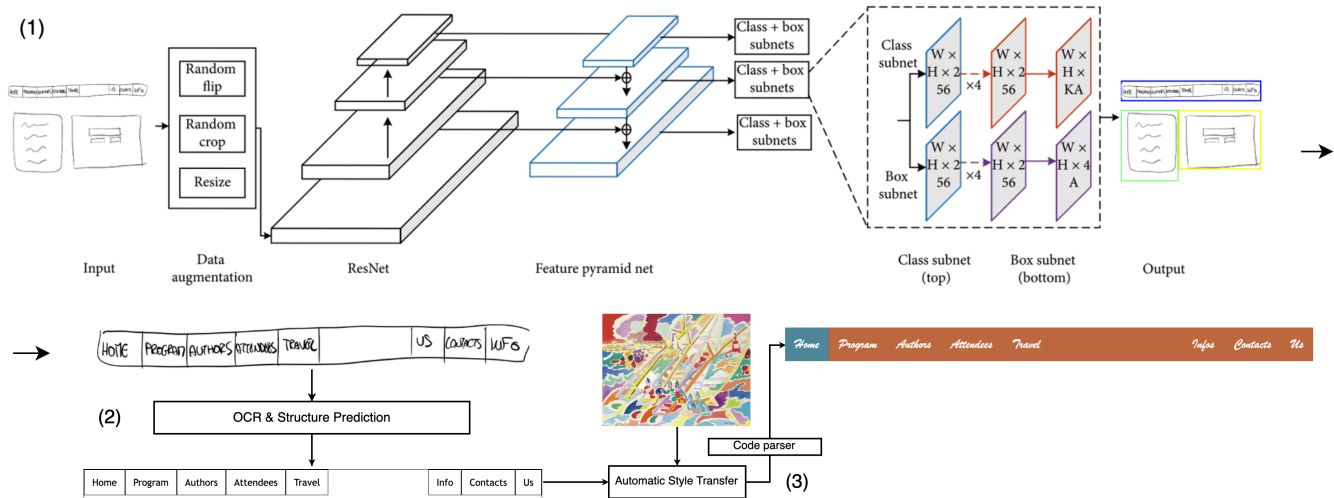 (1)
Random
flip
Random
crop
Resize
Class + box
subnets
Class + box
subnets
Class + box
subnets
Class
subnet
W ×
H × 2
56
×4
W ×
H × 2
56
W ×
H ×
KA
Box
subnet
W ×
H × 2
56
×4
W ×
H × 2
56
W ×
H × 4
A
Input
Data
augmentation
ResNet
Feature pyramid net
Class subnet
(top)
Box subnet
(bottom)
Output
HOME PROGRAM AUTHORS ATTENDEES TRAVEL US CONTACTS INFO
(2)
OCR & Structure Prediction
Home Program Authors Attendees Travel Info Contacts Us
Automatic Style Transfer
Code parser
(3)
Home Program Authors Attendees Travel Infos Contacts Us